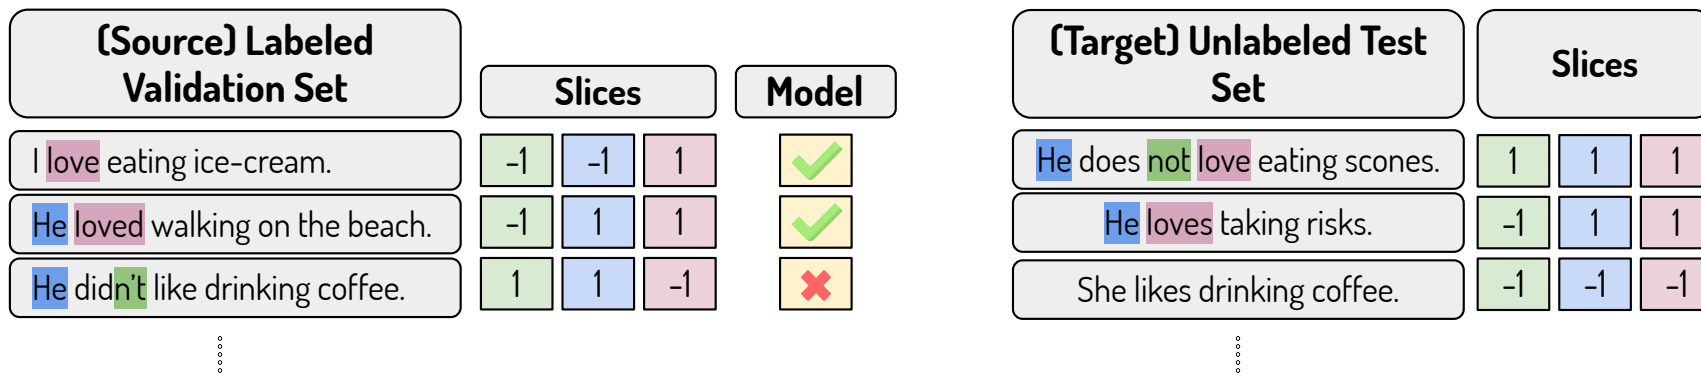 (Source) Labeled
Validation Set
Slices
Model
I love eating ice-cream.
-1 -1 1
He loved walking on the beach.
-1 1 1
He didn't like drinking coffee.
1 1 -1
(Target) Unlabeled Test
Set
Slices
He does not love eating scones.
1 1 1
He loves taking risks.
-1 1 1
She likes drinking coffee.
-1 -1 -1